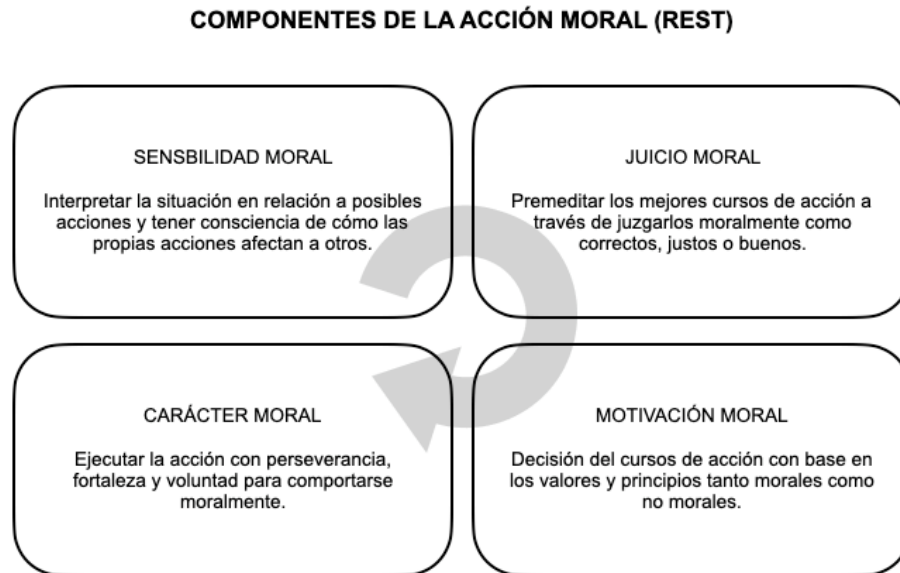 COMPONENTES DE LA ACCIÓN MORAL (REST)
SENSBILIDAD MORAL
Interpretar la situación en relación a posibles
acciones y tener consciencia de cómo las
propias acciones afectan a otros.
JUICIO MORAL
Premeditar los mejores cursos de acción a
través de juzgarlos moralmente como
correctos, justos o buenos.
CARÁCTER MORAL
Ejecutar la acción con perseverancia,
fortaleza y voluntad para comportarse
moralmente.
MOTIVACIÓN MORAL
Decisión del cursos de acción con base en
los valores y principios tanto morales como
no morales.